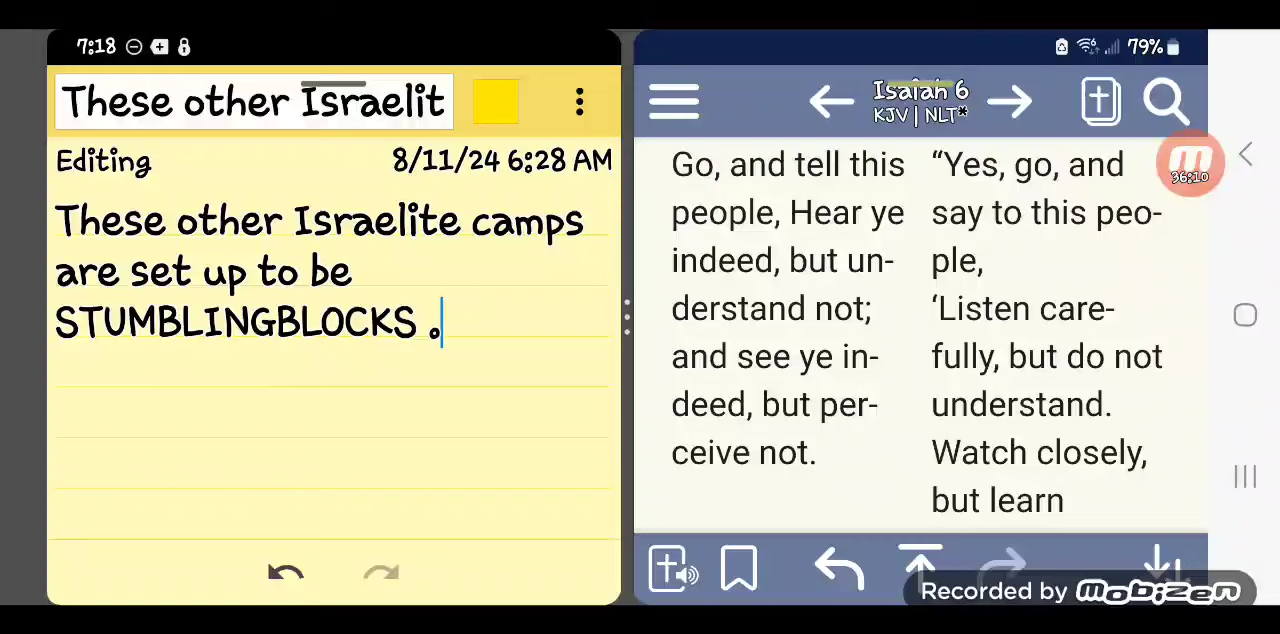 7:18
These other Israelit
Editing
8/11/24 6:28 AM
These other Israelite camps
are set up to be
STUMBLINGBLOCKS .
79%
Isaiah 6
KJV | NLT*
36:10
Go, and tell this
people, Hear ye
indeed, but un-
derstand not;
and see ye in-
deed, but per-
ceive not.
“Yes, go, and
say to this peo-
ple,
‘Listen care-
fully, but do not
understand.
Watch closely,
but learn
Recorded by MOBIZEN